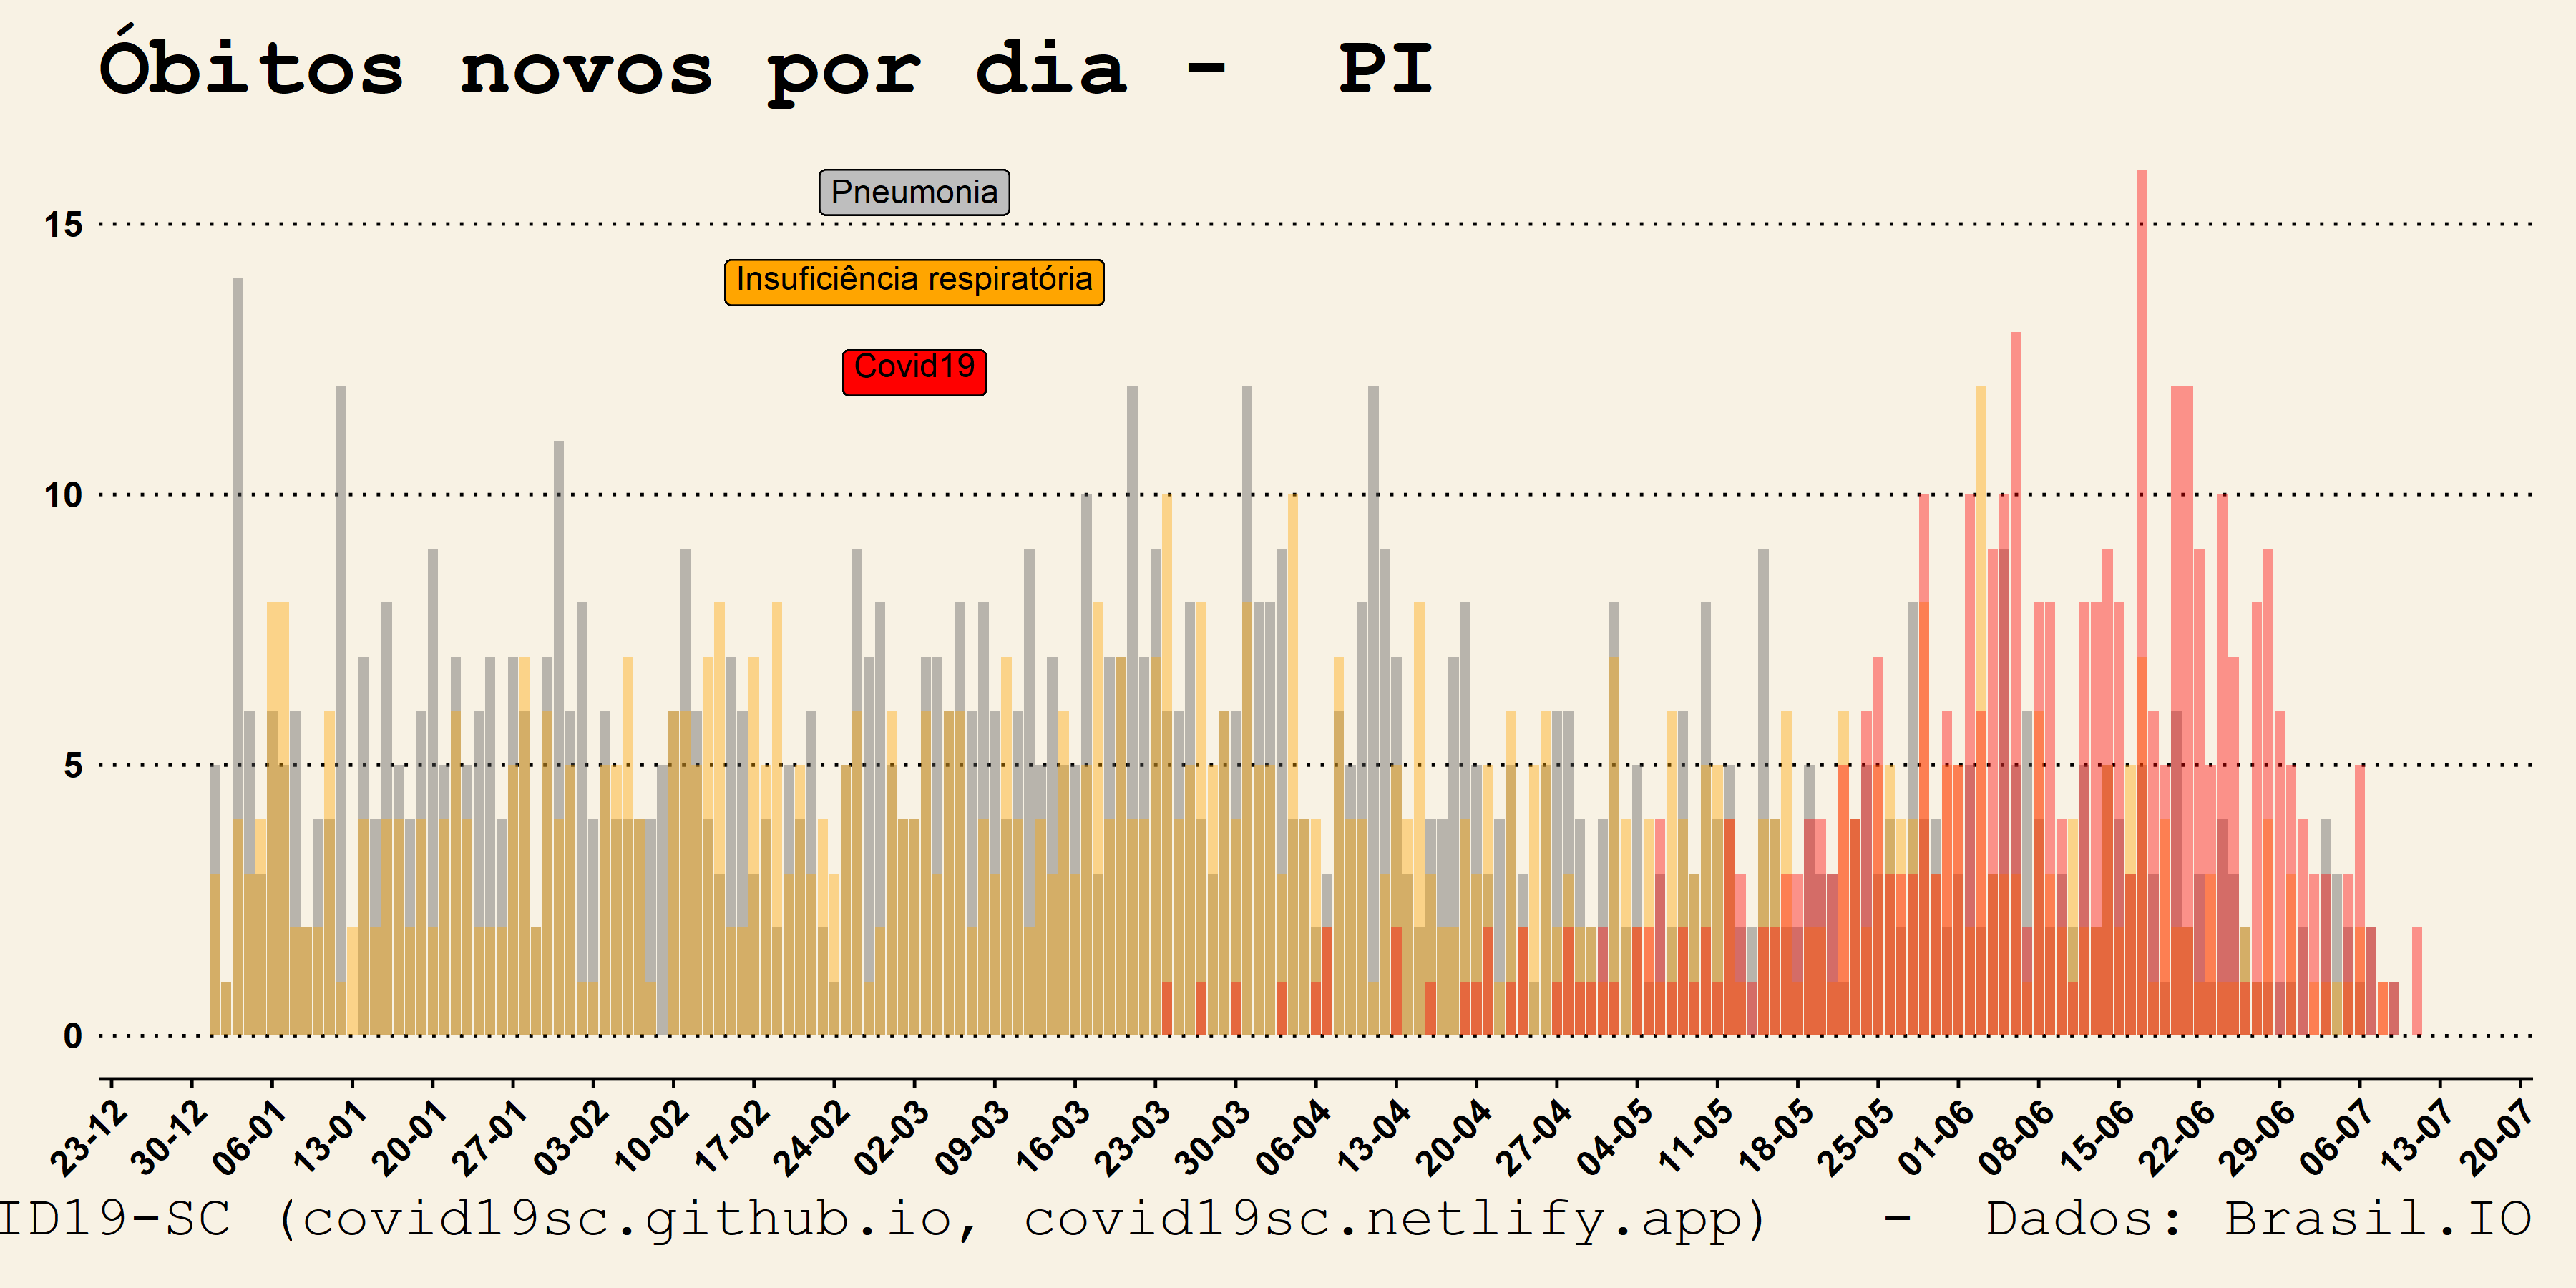 Óbitos novos por dia - PI
Pneumonia
15
Insuficiência respiratória
Covid19
10
5
0
23-12 30-12 06-01 13-01 20-01 27-01 03-02 10-02 17-02 24-02 02-03 09-03 16-03 23-03 30-03 06-04 13-04 20-04 27-04 04-05 11-05 18-05 25-05 01-06 08-06 15-06 22-06 29-06 06-07 13-07 20-07
ID19-SC (covid19sc.github.io, covid19sc.netlify.app) - Dados: Brasil.IO